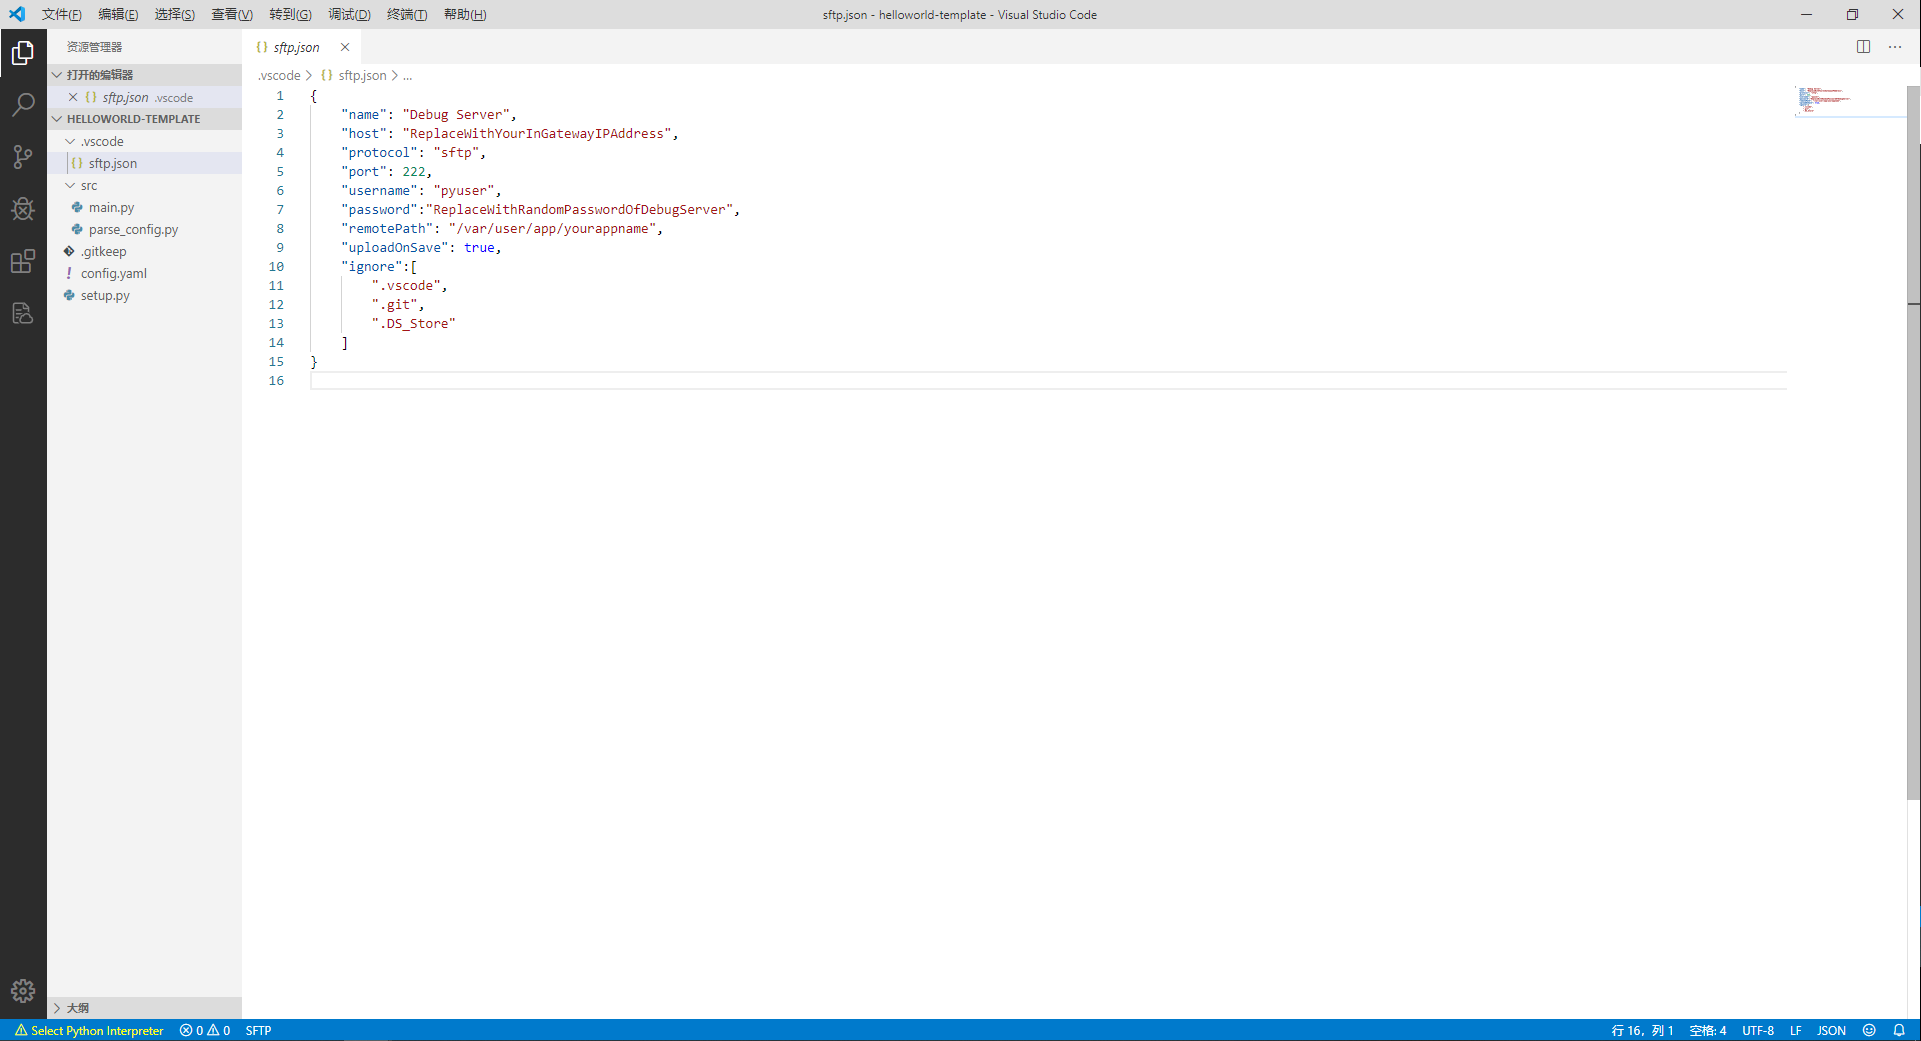 文件(F) 编辑(E) 选择(S) 查看(V) 转到(G) 调试(D) 终端(T) 帮助(H) sftp.json - helloworld-template - Visual Studio Code
资源管理器
打开的编辑器
sftp.json .vscode
HELLOWORLD-TEMPLATE
.vscode
sftp.json
src
main.py
parse_config.py
.gitkeep
config.yaml
setup.py
大纲
sftp.json
.vscode > {} sftp.json > ...
1 {
2 "name": "Debug Server",
3 "host": "ReplaceWithYourInGatewayIPAddress",
4 "protocol": "sftp",
5 "port": 222,
6 "username": "pyuser",
7 "password":"ReplaceWithRandomPasswordOfDebugServer",
8 "remotePath": "/var/user/app/yourappname",
9 "uploadOnSave": true,
10 "ignore":[
11 ".vscode",
12 ".git",
13 ".DS_Store"
14 ]
15 }
16
Select Python Interpreter 0 0 SFTP 行 16，列 1 空格: 4 UTF-8 LF JSON